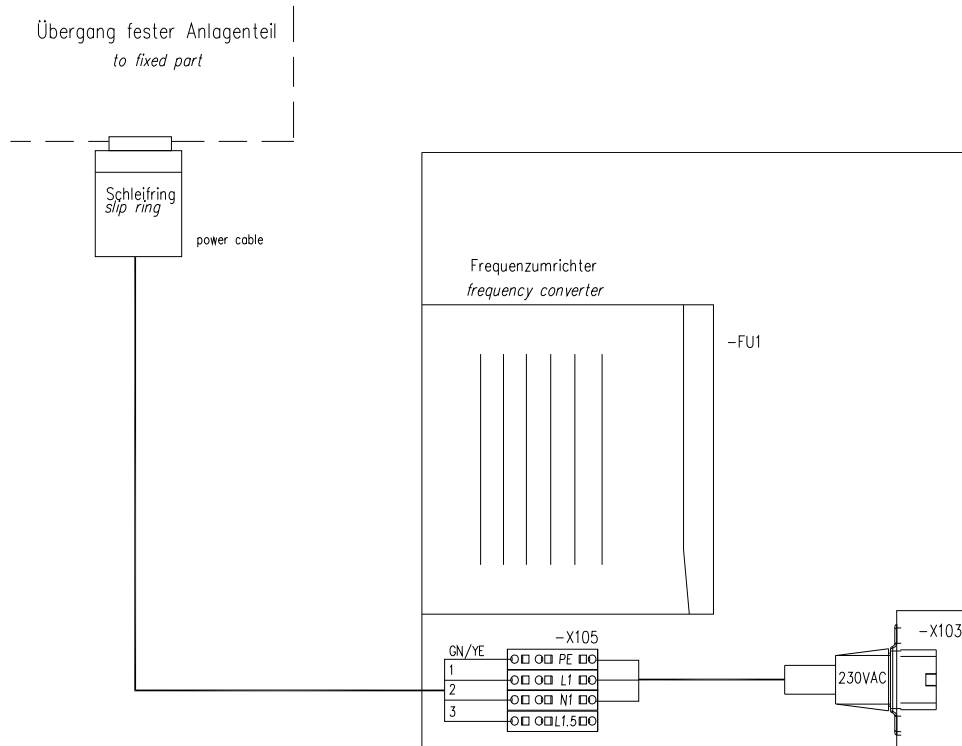 Übergang fester Anlagenteil
to fixed part
Schleifring
slip ring
power cable
Frequenzumrichter
frequency converter
–FU1
–X105
–X103
GN/YE
PE
1
L1
230VAC
2
N1
3
L1.5